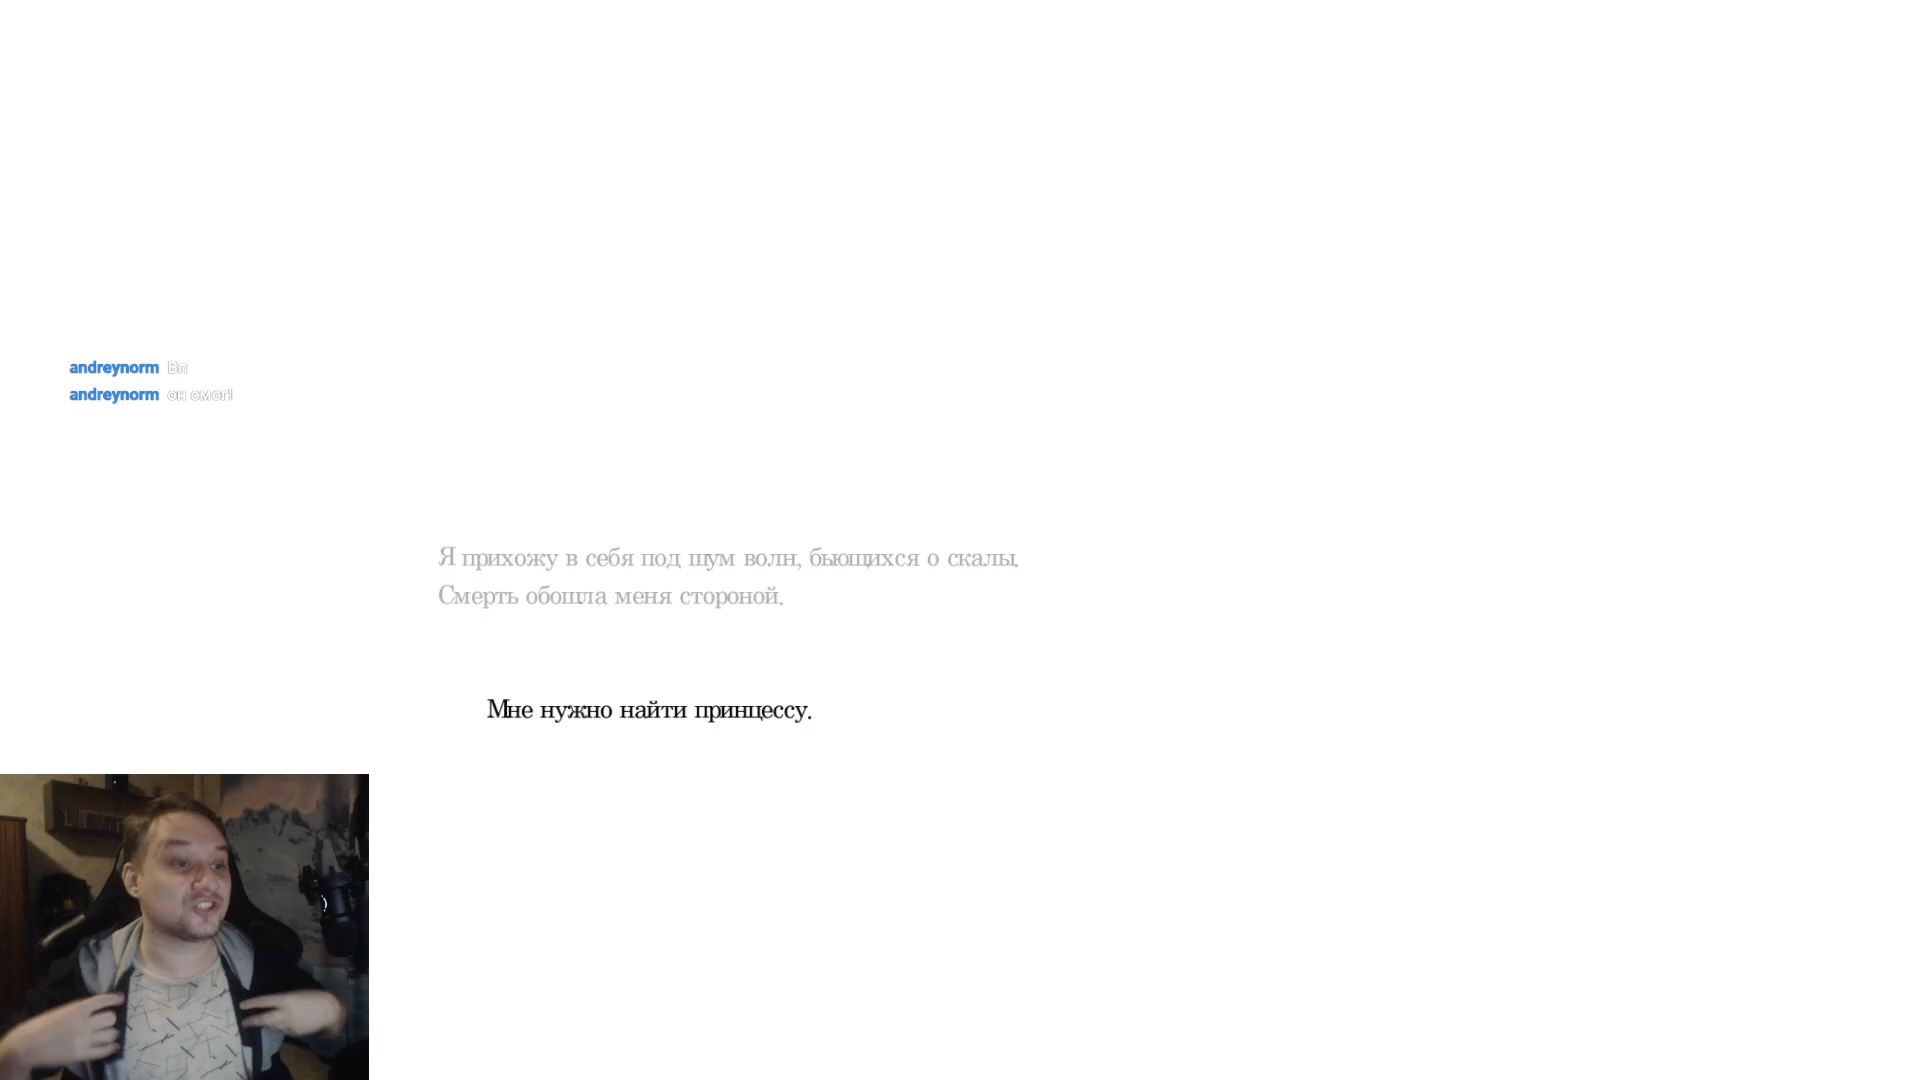 andreynorm Вп
andreynorm он смог!
Я прихожу в себя под шум волн, бьющихся о скалы.
Смерть обошла меня стороной.
Мне нужно найти принцессу.